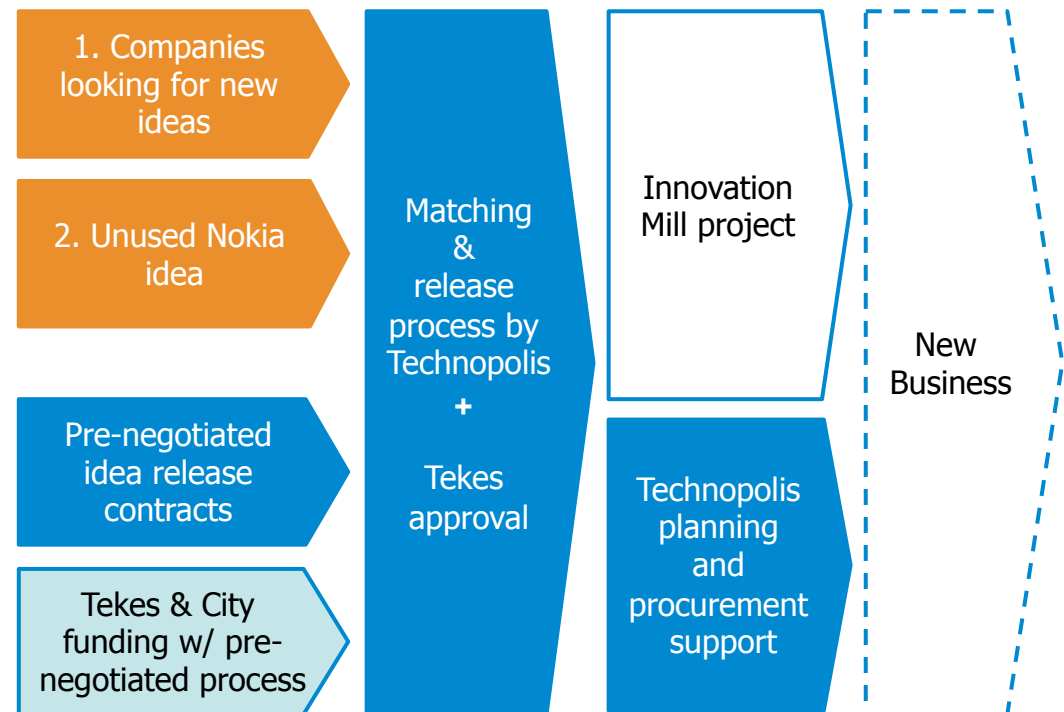 1. Companies
looking for new
ideas
2. Unused Nokia
idea
Pre-negotiated
idea release
contracts
Tekes & City
funding w/ pre-
negotiated process
Matching
&
release
process by
Technopolis
+
Tekes
approval
Innovation
Mill project
Technopolis
planning
and
procurement
support
New
Business